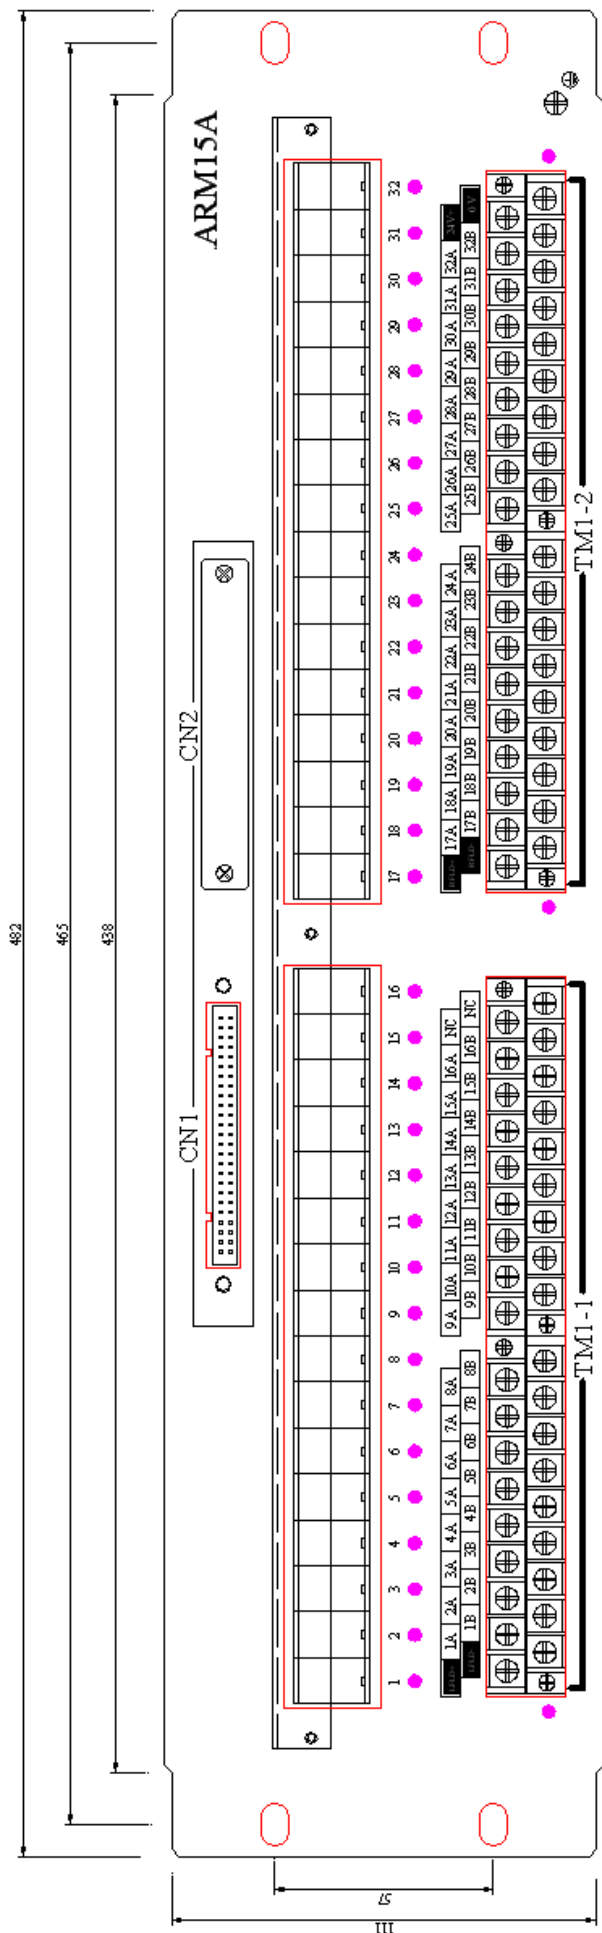 482
465
438
ARM15A
CN1
CN2
1 2 3 4 5 6 7 8 9 10 11 12 13 14 15 16
17 18 19 20 21 22 23 24 25 26 27 28 29 30 31 32
1A 2A 3A 4A 5A 6A 7A 8A
1B 2B 3B 4B 5B 6B 7B 8B
9A 10A 11A 12A 13A 14A 15A 16A NC
9B 10B 11B 12B 13B 14B 15B 16B NC
17A 18A 19A 20A 21A 22A 23A 24A
17B 18B 19B 20B 21B 22B 23B 24B
25A 26A 27A 28A 29A 30A 31A 32A 24V+
25B 26B 27B 28B 29B 30B 31B 32B 0V
TM1-1
TM1-2
57
111